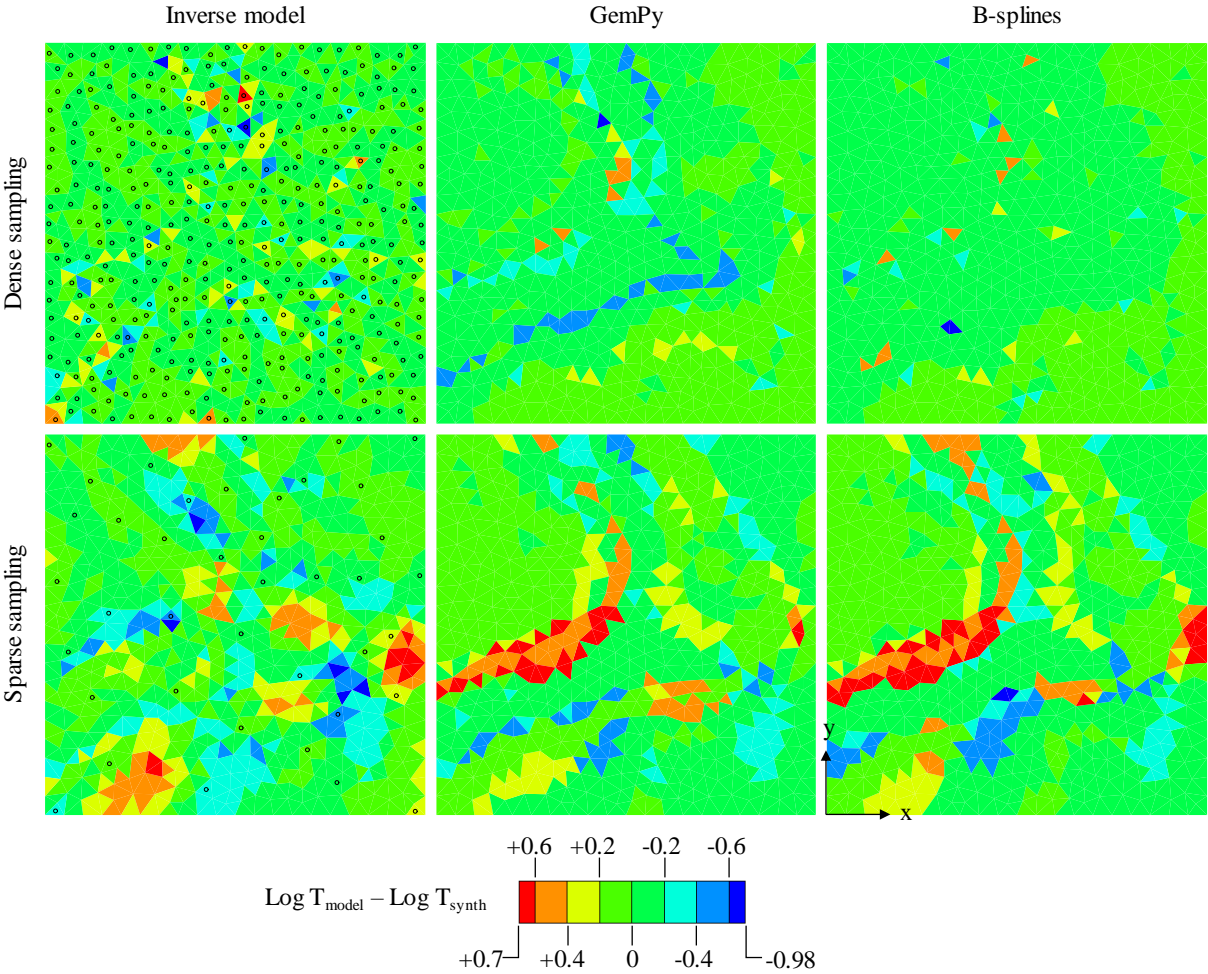 Inverse model GemPy B-splines
Dense sampling
Sparse sampling
y
x
+0.6 +0.2 -0.2 -0.6
Log T_model – Log T_synth
+0.7 +0.4 0 -0.4 -0.98